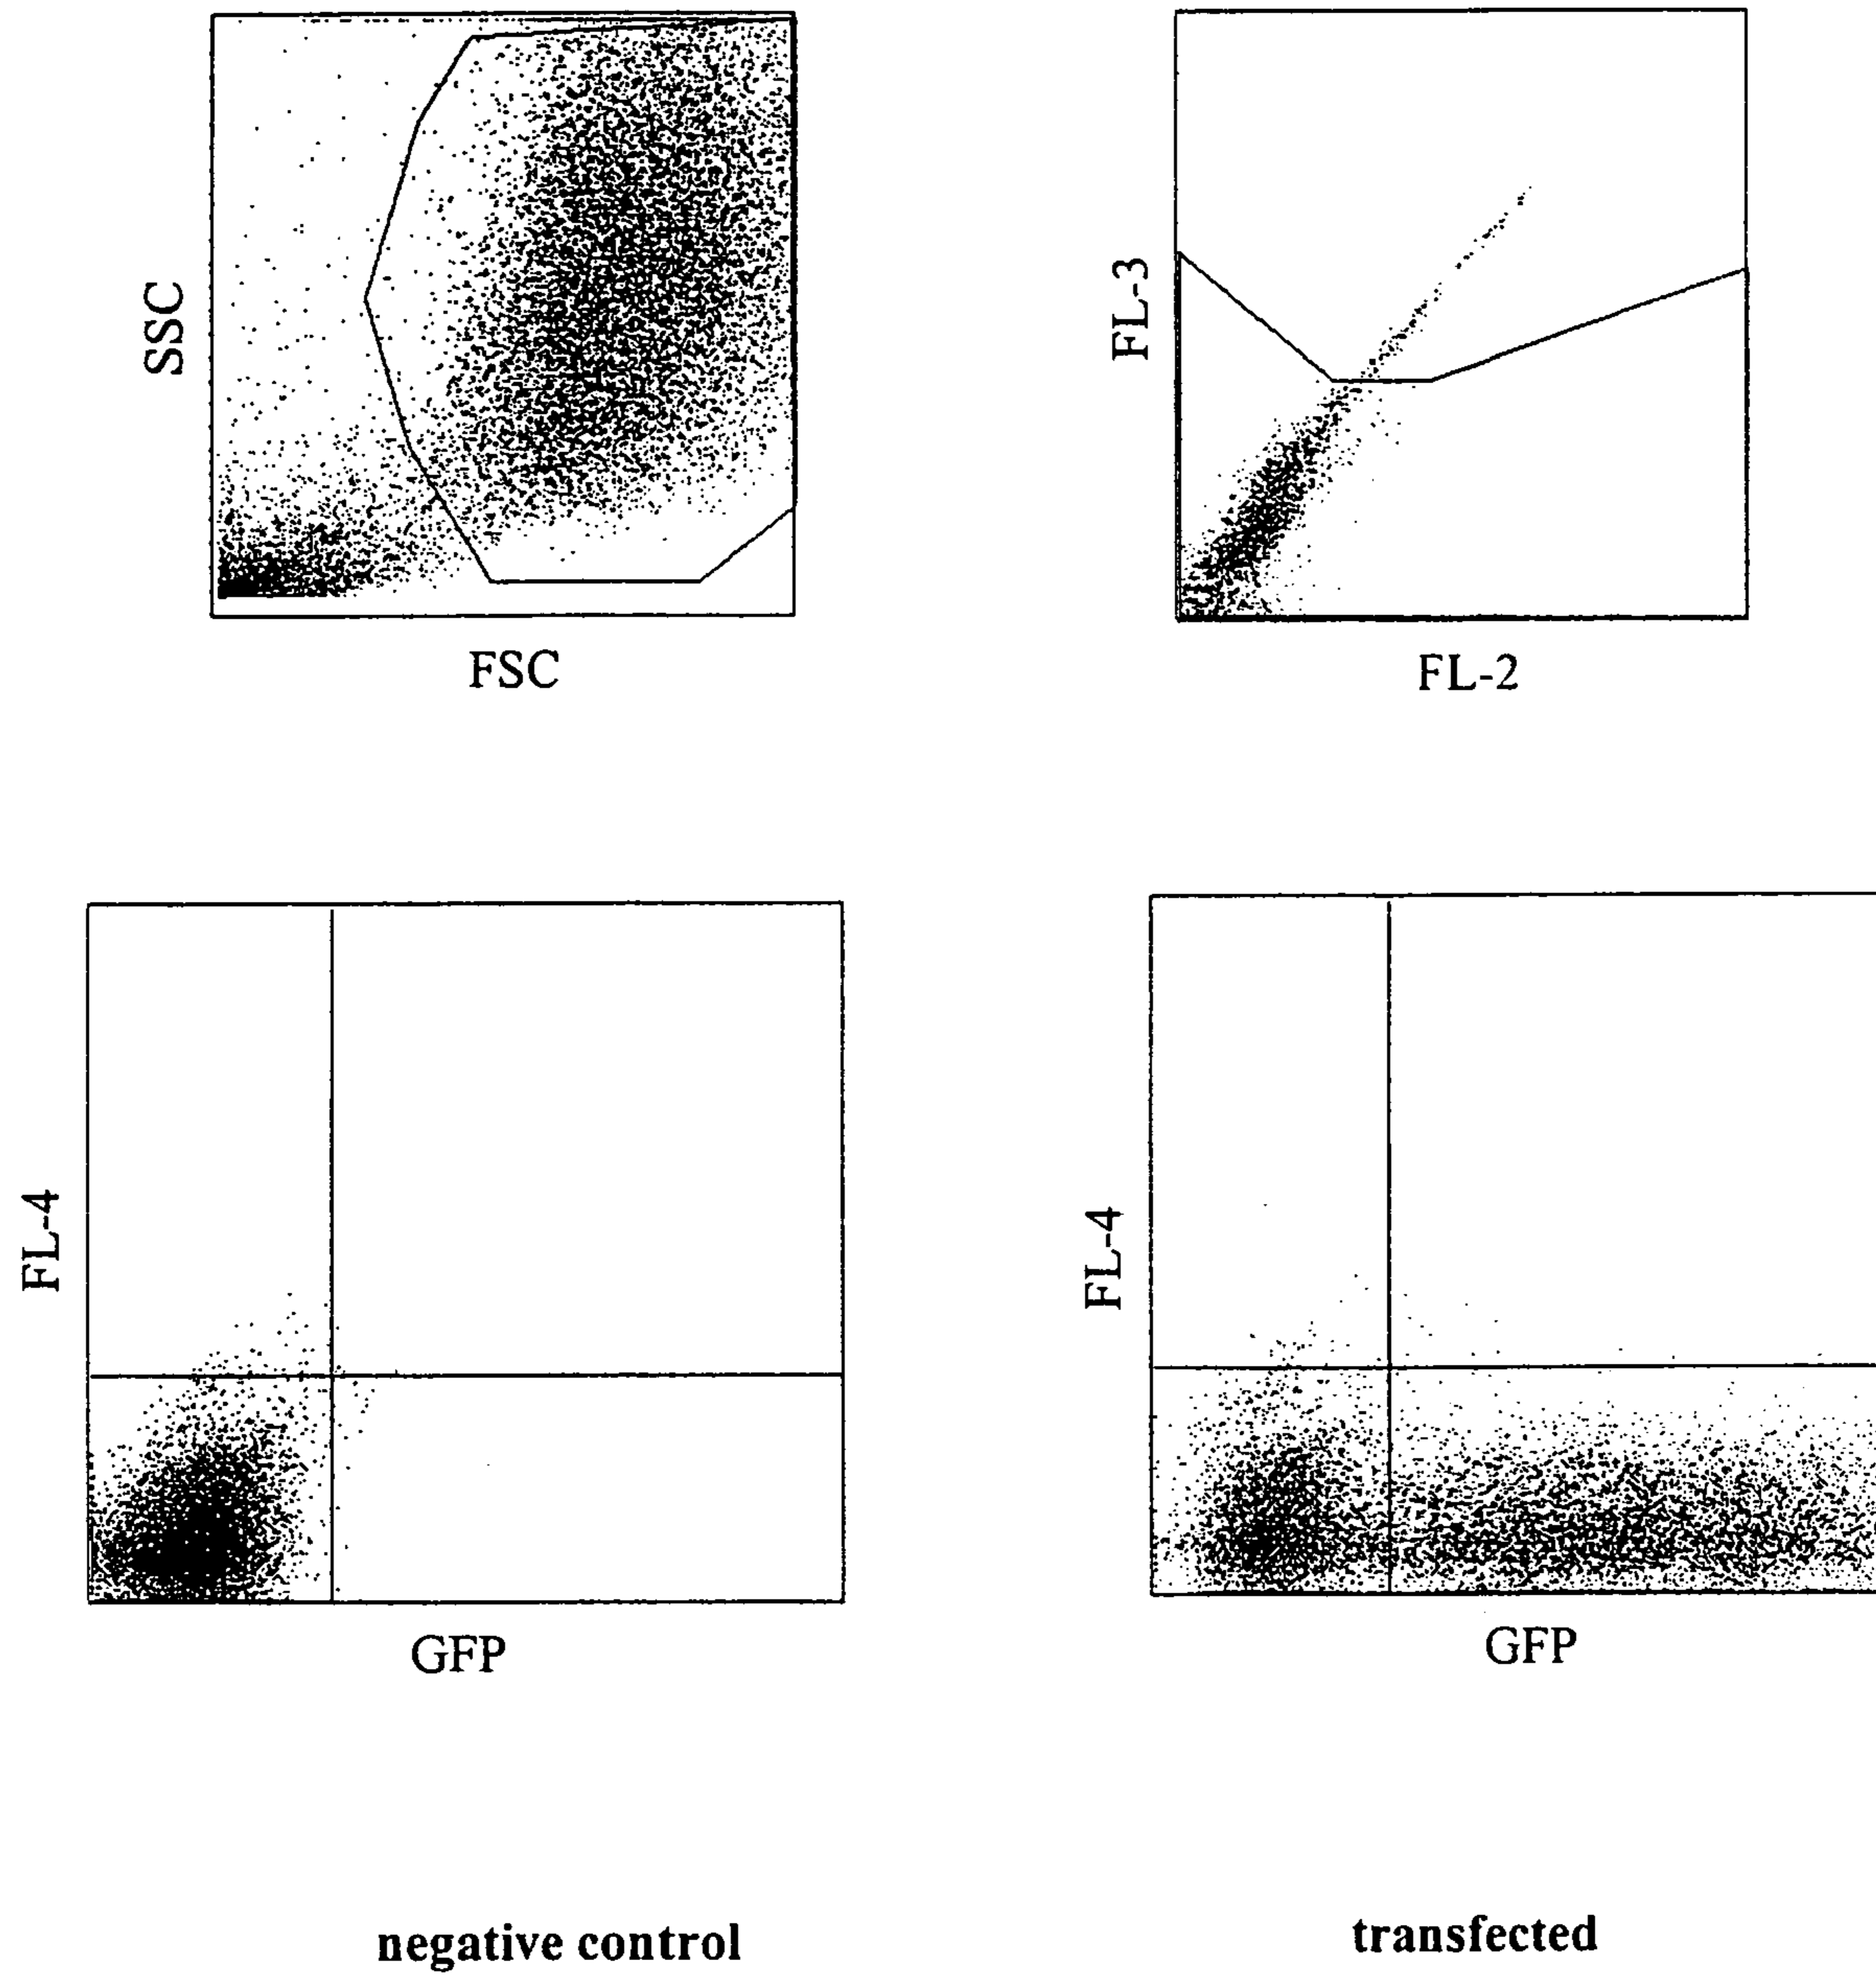 SSC
FSC
FL-3
FL-2
FL-4
GFP
FL-4
GFP
negative control
transfected